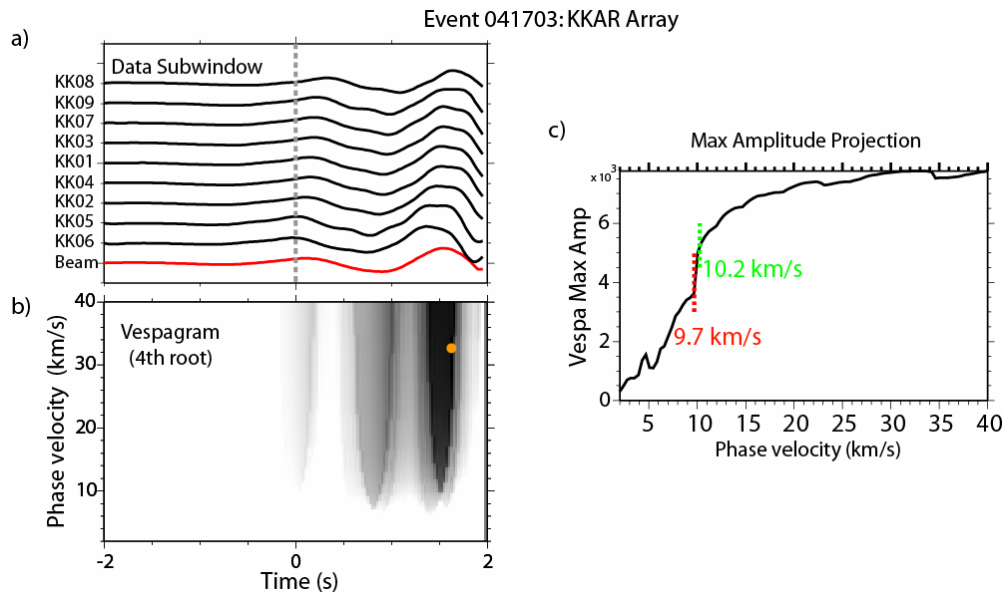 Event 041703: KKAR Array
a)
Data Subwindow
KK08
KK09
KK07
KK03
KK01
KK04
KK02
KK05
KK06
Beam
b)
Vespagram
(4th root)
Phase velocity (km/s)
40
30
20
10
-2
0
2
Time (s)
c)
Max Amplitude Projection
x 10³
Vespa Max Amp
6
4
2
0
10.2 km/s
9.7 km/s
5
10
15
20
25
30
35
40
Phase velocity (km/s)